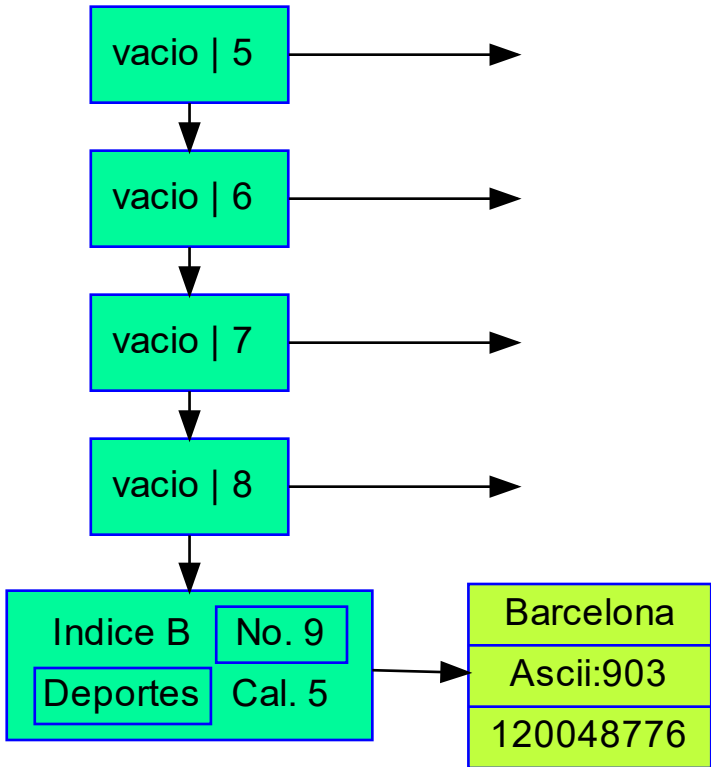 vacio | 5
vacio | 6
vacio | 7
vacio | 8
Indice B No. 9
Deportes Cal. 5
Barcelona
Ascii:903
120048776